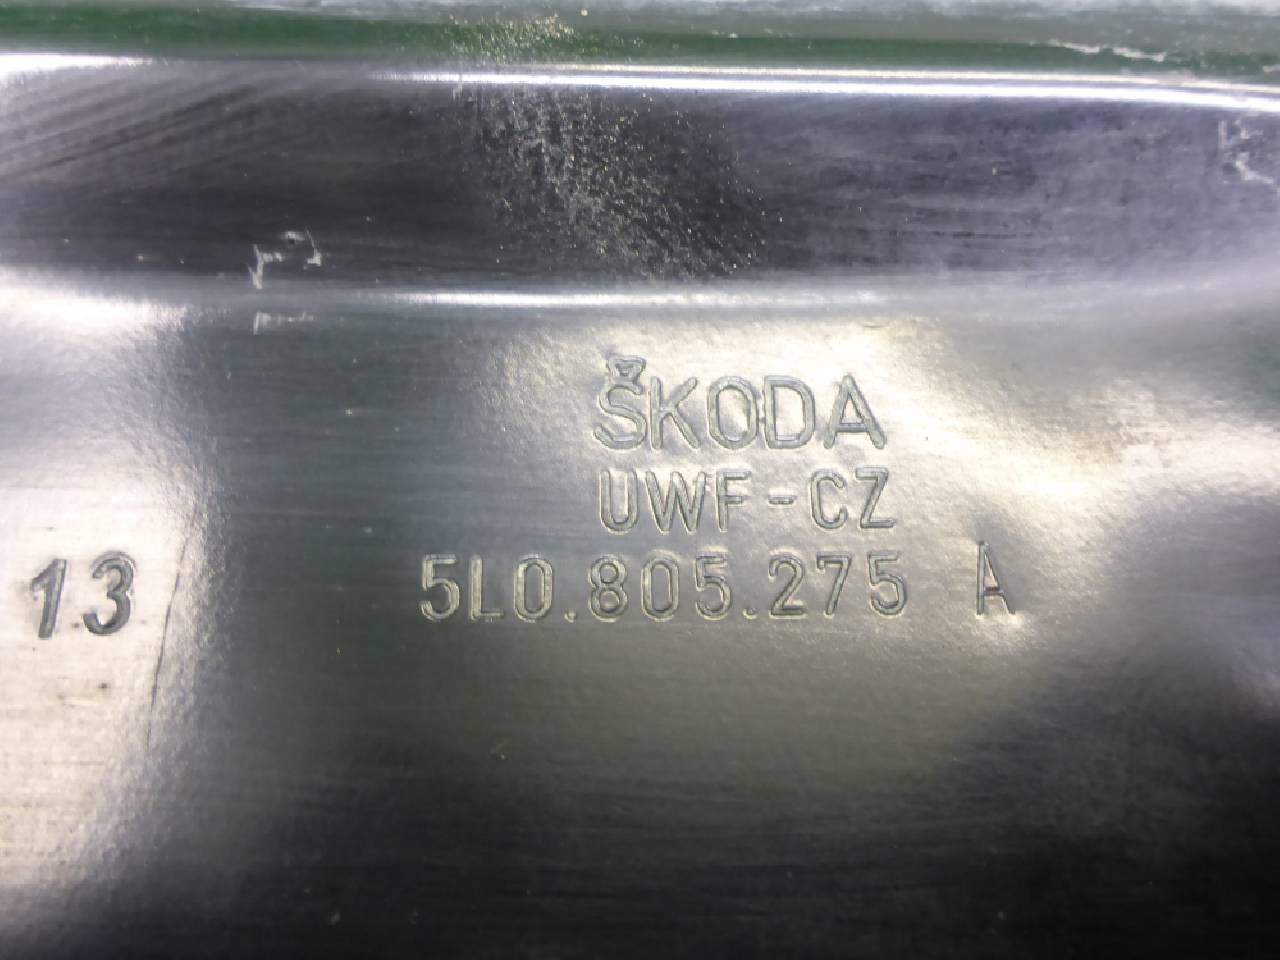 ŠKODA
UWF-CZ
13
5L0.805.275 A